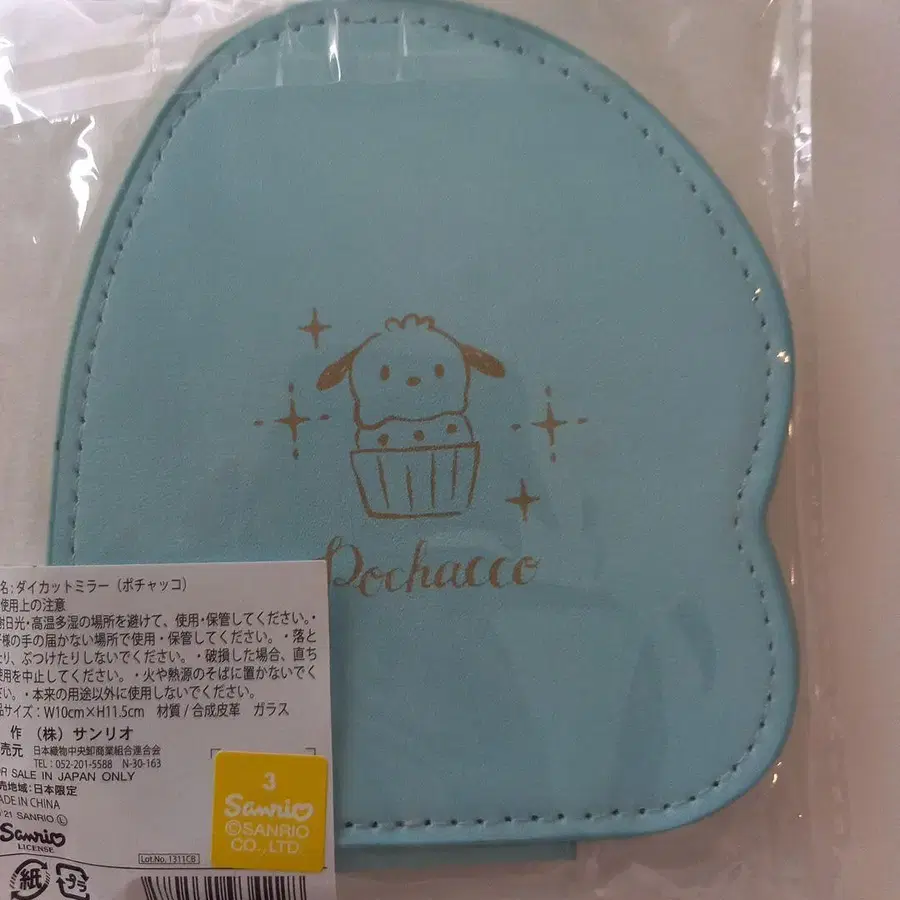 Pochacco
名：ダイカットミラー（ポチャッコ）
使用上の注意
射日光・高温多湿の場所を避けて、使用・保管してください。・
様の手の届かない場所で使用・保管してください。・落と
たり、ぶつけたりしないでください。・破損した場合、直ち
使用を中止してください。・火や熱源のそばに置かないでく
さい。・本来の用途以外に使用しないでください。
品サイズ：W10cm×H11.5cm 材質/合成皮革 ガラス
作 （株）サンリオ
売元 日本織物中央卸商業組合連合会
TEL：052-201-5588 N-30-163
OR SALE IN JAPAN ONLY
売地域：日本限定
MADE IN CHINA
'21 SANRIO Ⓛ
Sanrio
LICENSE
Lot.No. 1311CB
紙
プラ
3
Sanrio
©SANRIO
CO.,LTD.